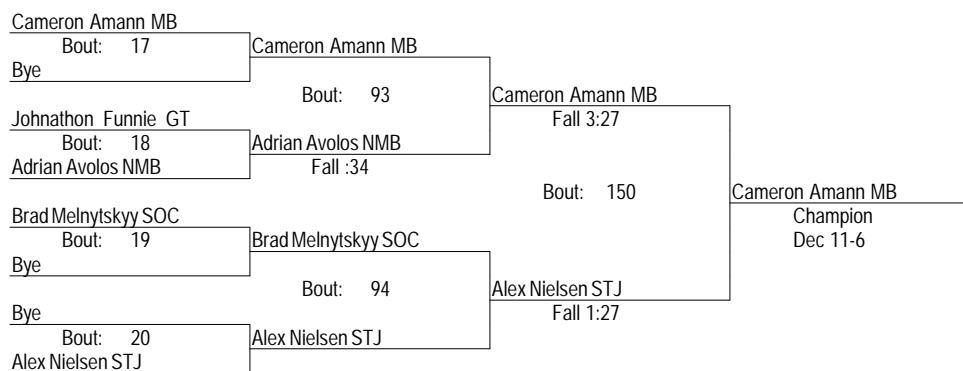 Cameron Amann MB
Bout: 17
Cameron Amann MB
Bye
Bout: 93
Cameron Amann MB
Johnathon Funnie GT
Fall 3:27
Bout: 18
Adrian Avolos NMB
Adrian Avolos NMB
Fall :34
Bout: 150
Cameron Amann MB
Brad Melnytskyy SOC
Champion
Bout: 19
Brad Melnytskyy SOC
Dec 11-6
Bye
Bout: 94
Alex Nielsen STJ
Bye
Fall 1:27
Bout: 20
Alex Nielsen STJ
Alex Nielsen STJ